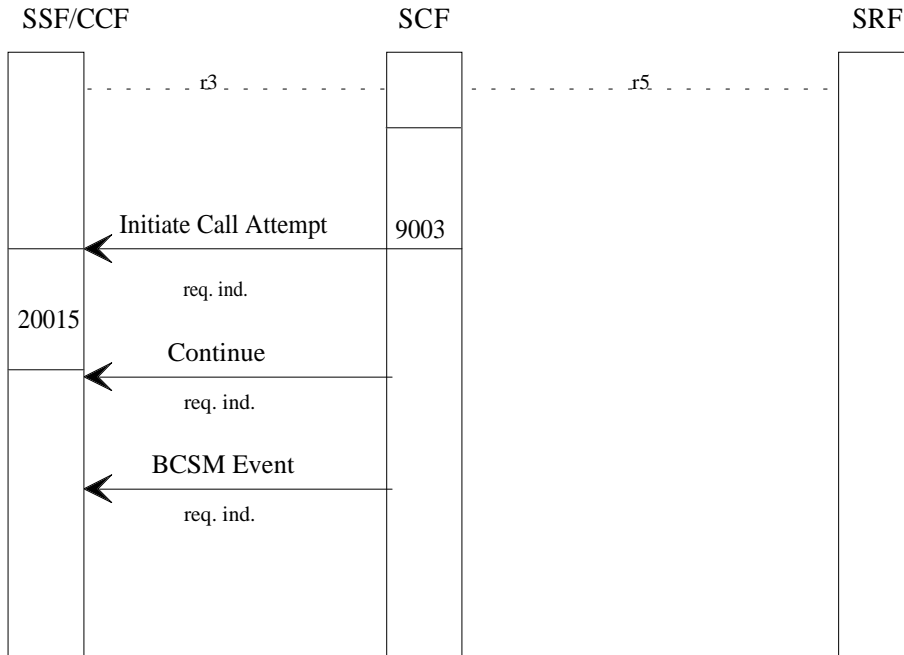 SSF/CCF
SCF
SRF
r3
r5
Initiate Call Attempt
9003
req. ind.
20015
Continue
req. ind.
BCSM Event
req. ind.